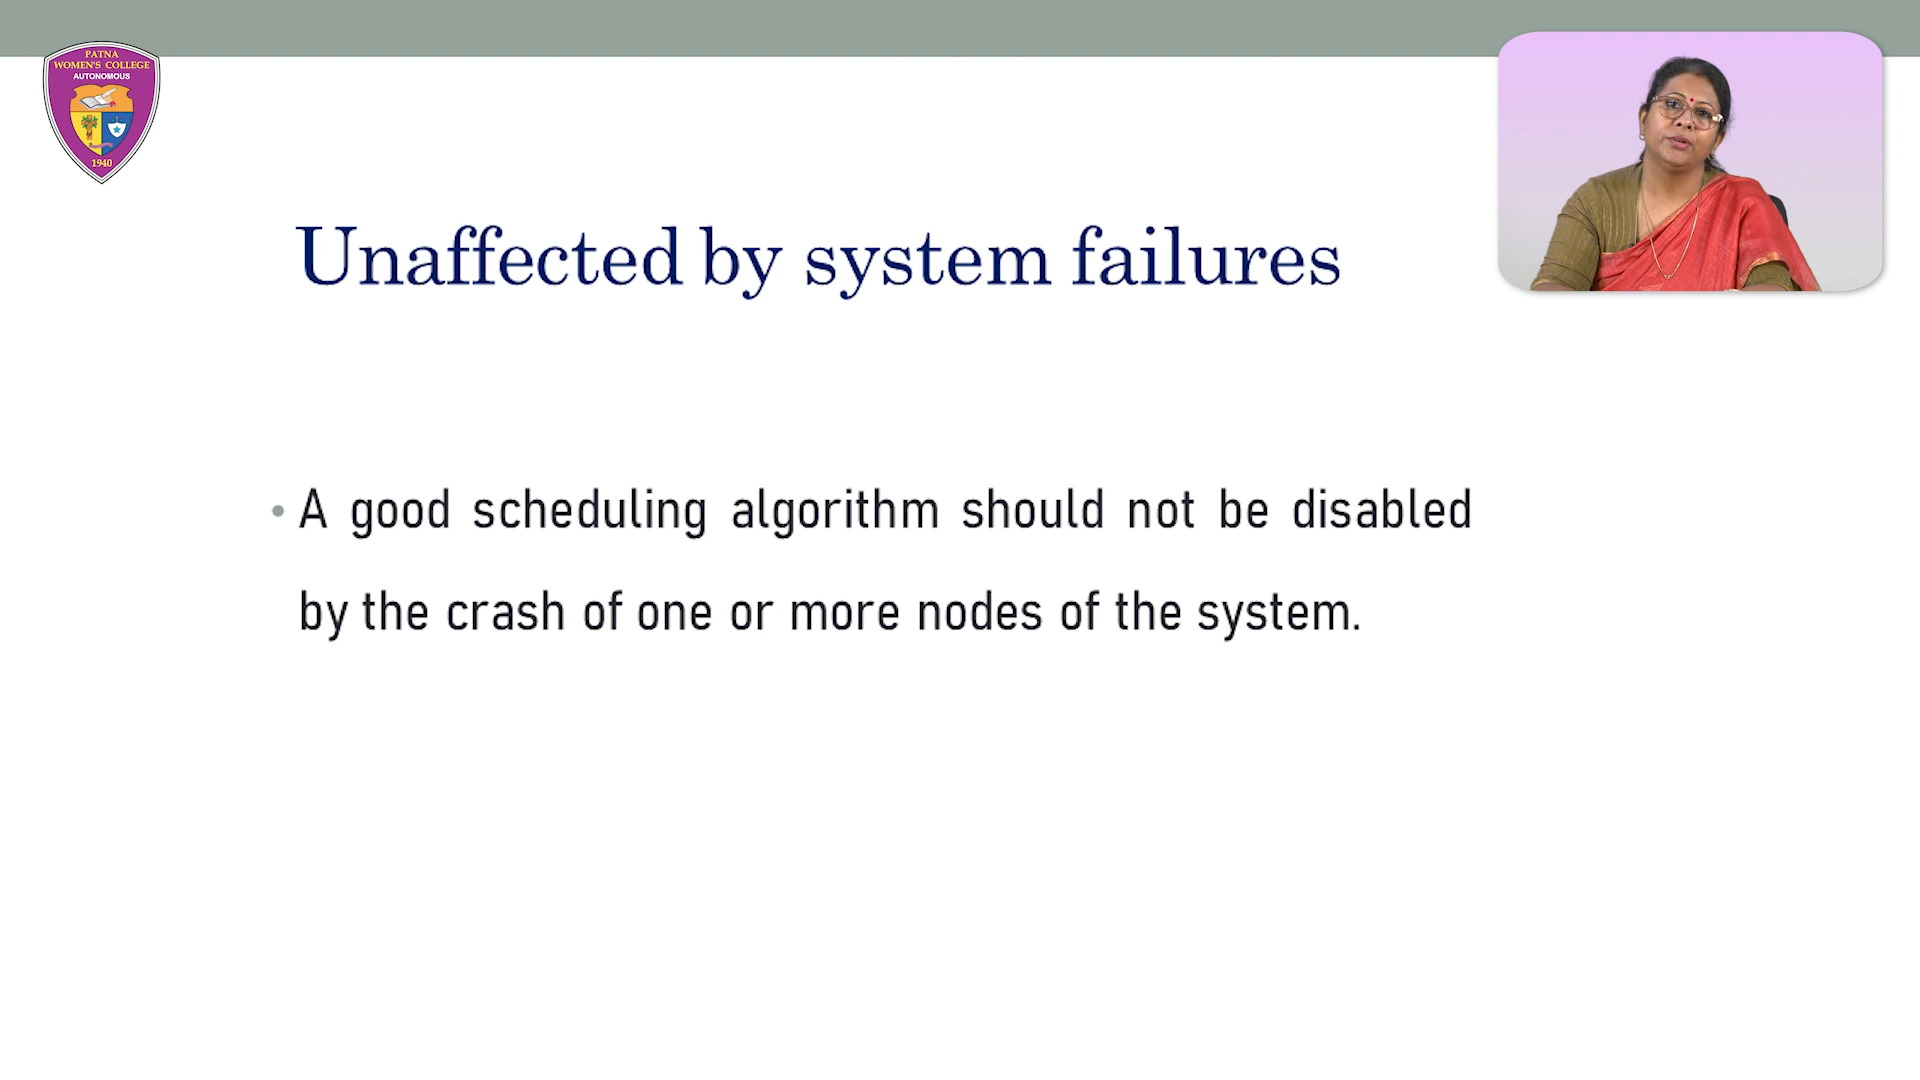 PATNA
WOMEN'S COLLEGE
AUTONOMOUS
1940
Unaffected by system failures
• A good scheduling algorithm should not be disabled
by the crash of one or more nodes of the system.